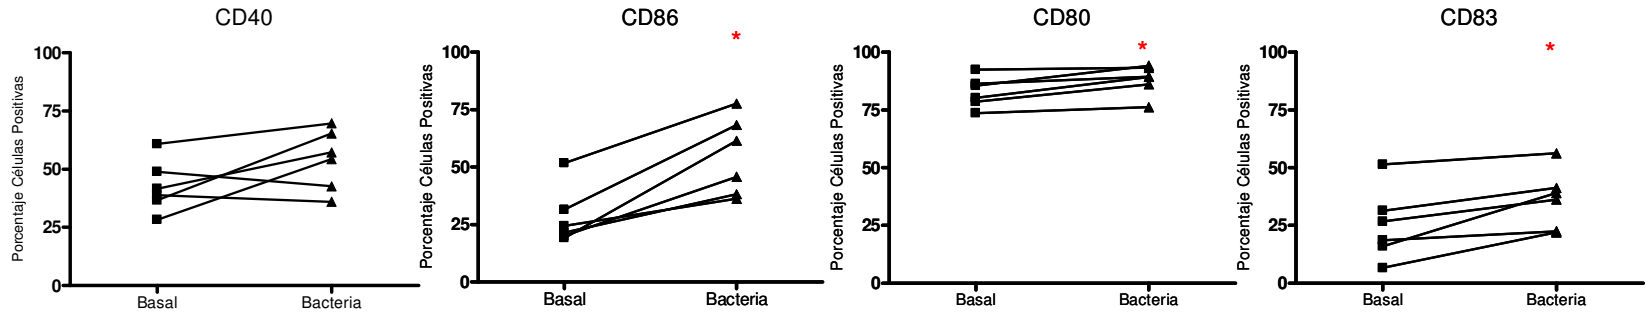 CD40
100
75
50
25
0
Porcentaje Células Positivas
Basal
Bacteria
CD86
*
100
75
50
25
0
Porcentaje Células Positivas
Basal
Bacteria
CD80
*
100
75
50
25
0
Porcentaje Células Positivas
Basal
Bacteria
CD83
*
100
75
50
25
0
Porcentaje Células Positivas
Basal
Bacteria